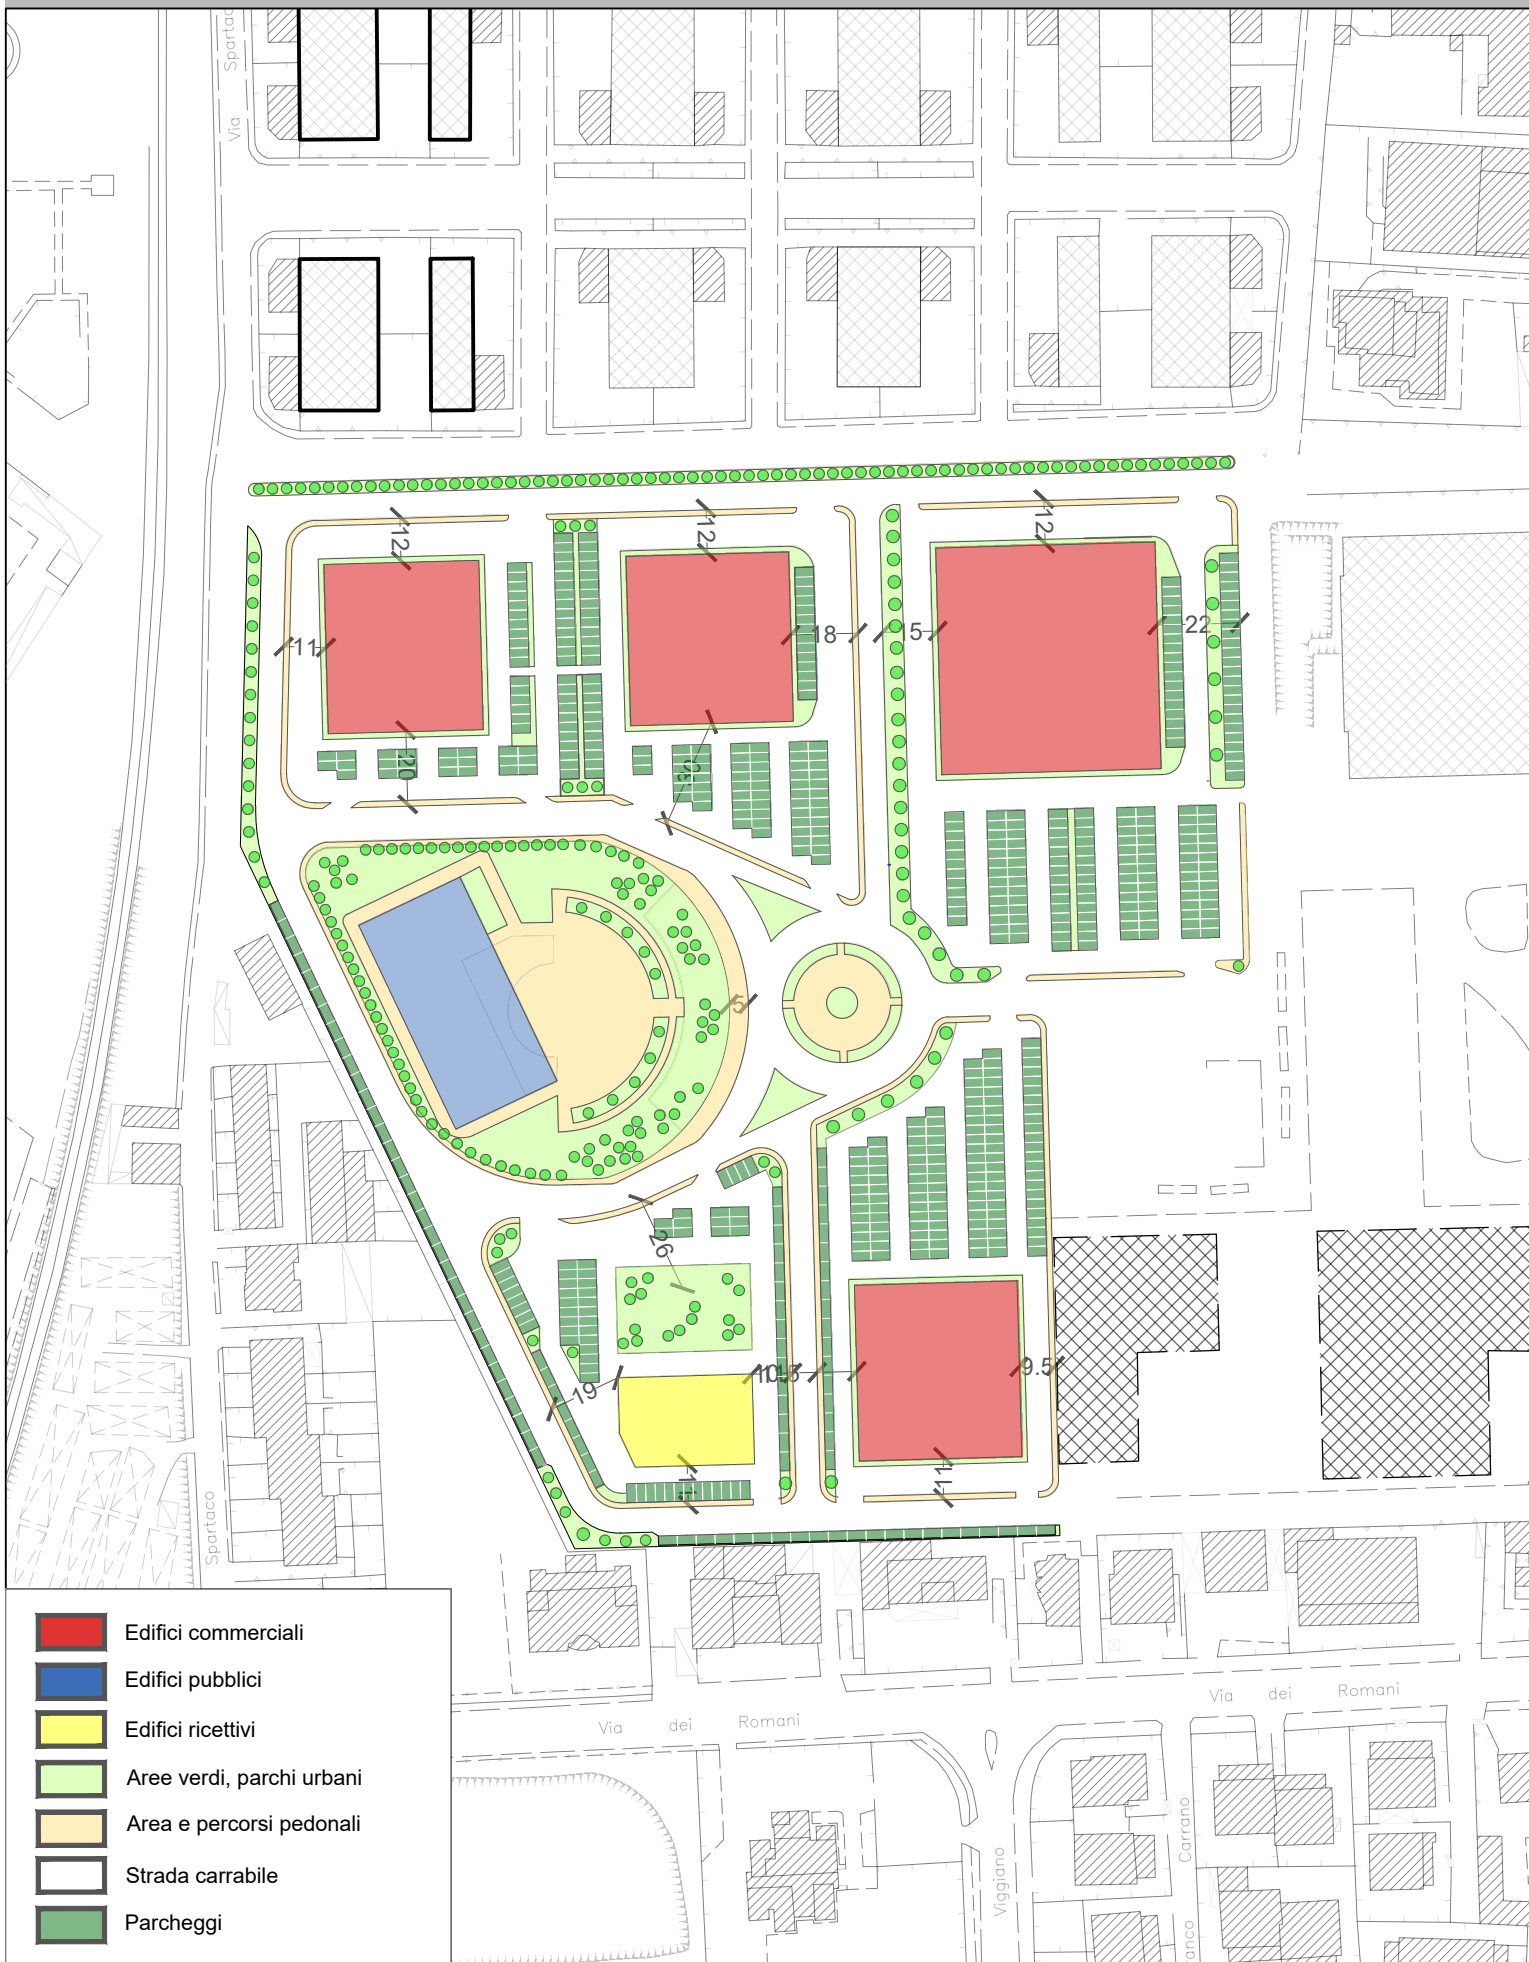 Via Spartaco
12
12
12
11
18
15
22
20
30
5
26
19
10.5
9.5
11
11
Spartaco
Edifici commerciali
Edifici pubblici
Edifici ricettivi
Aree verdi, parchi urbani
Area e percorsi pedonali
Strada carrabile
Parcheggi
Via dei Romani
Via dei Romani
Viggiano
Carrano